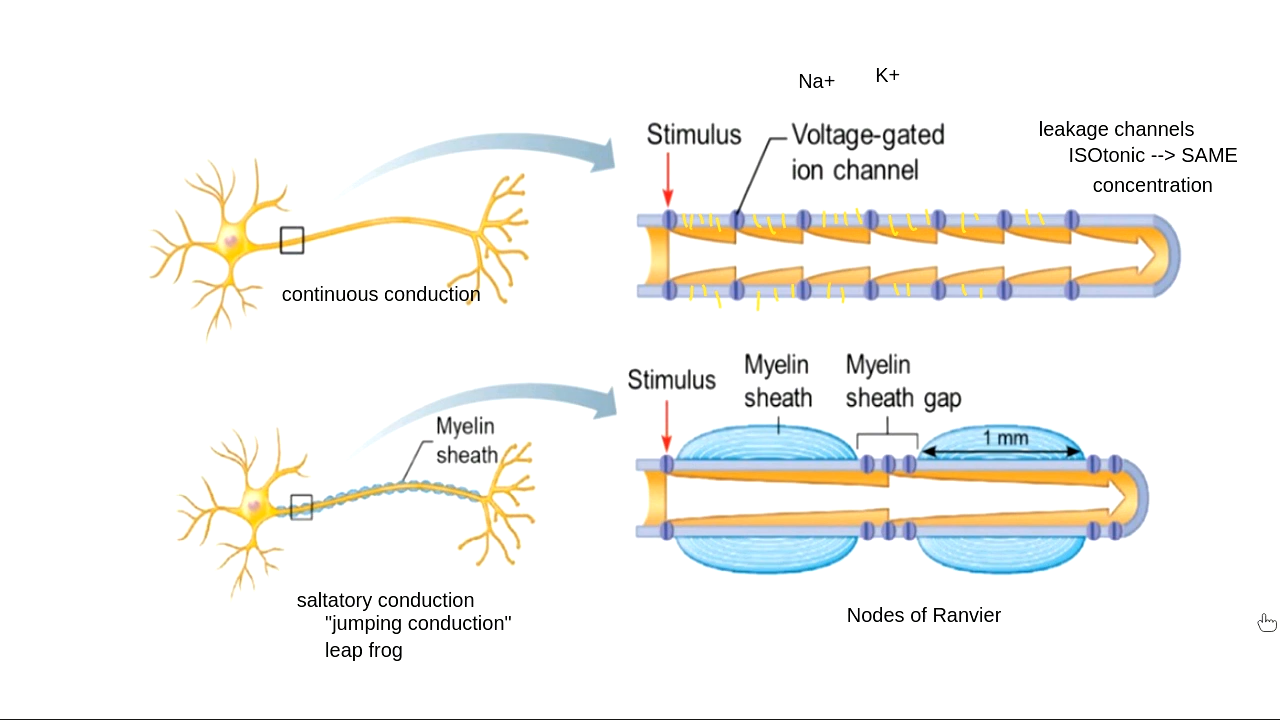 Na+
K+
Stimulus
Voltage-gated
ion channel
leakage channels
ISOtonic --> SAME
concentration
continuous conduction
Myelin
sheath
Stimulus
Myelin
sheath
Myelin
sheath gap
1 mm
saltatory conduction
"jumping conduction"
leap frog
Nodes of Ranvier